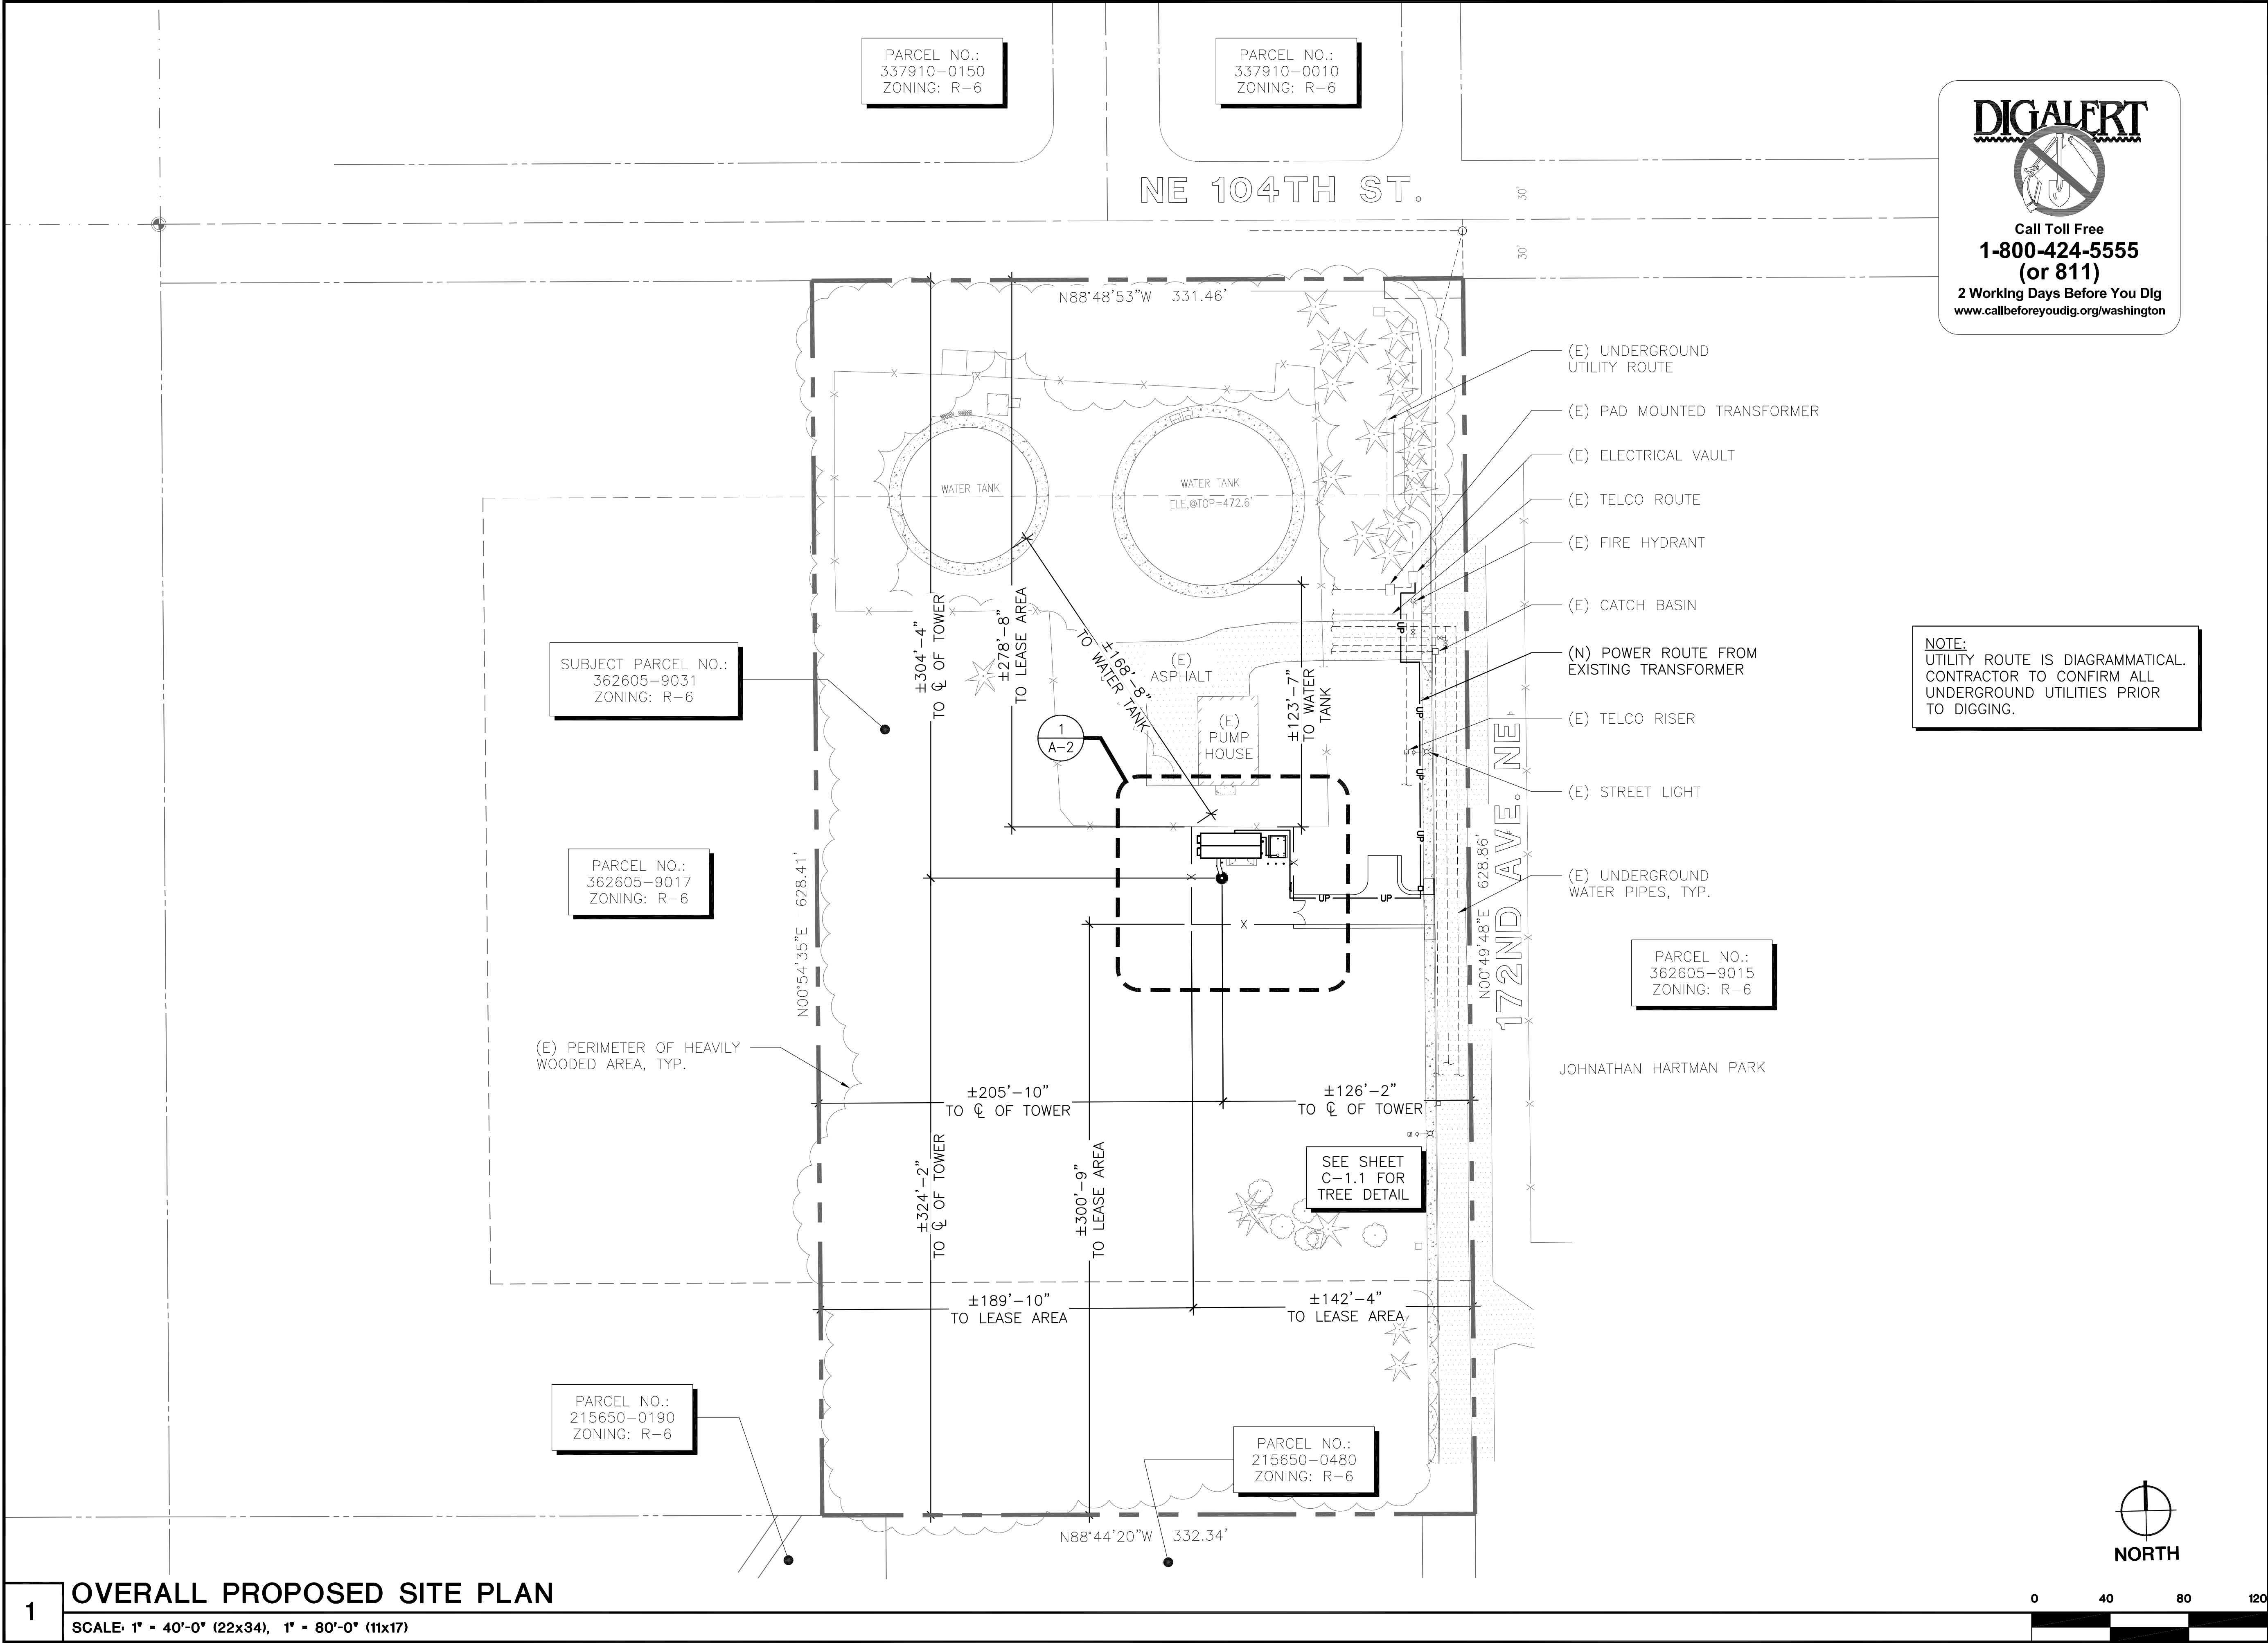 PARCEL NO.:
337910-0150
ZONING: R-6
PARCEL NO.:
337910-0010
ZONING: R-6
DIGALERT
Call Toll Free
1-800-424-5555
(or 811)
2 Working Days Before You Dig
www.callbeforeyoudig.org/washington
NE 104TH ST.
30'
30'
N88°48'53"W 331.46'
(E) UNDERGROUND
UTILITY ROUTE
(E) PAD MOUNTED TRANSFORMER
(E) ELECTRICAL VAULT
(E) TELCO ROUTE
(E) FIRE HYDRANT
(E) CATCH BASIN
(N) POWER ROUTE FROM
EXISTING TRANSFORMER
(E) TELCO RISER
(E) STREET LIGHT
(E) UNDERGROUND
WATER PIPES, TYP.
WATER TANK
WATER TANK
ELE,@TOP=472.6'
NOTE:
UTILITY ROUTE IS DIAGRAMMATICAL.
CONTRACTOR TO CONFIRM ALL
UNDERGROUND UTILITIES PRIOR
TO DIGGING.
SUBJECT PARCEL NO.:
362605-9031
ZONING: R-6
±304'-4"
TO ℄ OF TOWER
±278'-8"
TO LEASE AREA
±168'-8"
TO WATER TANK
(E)
ASPHALT
(E)
PUMP
HOUSE
±123'-7"
TO WATER
TANK
1
A-2
UP
UP
UP
UP
UP
UP
X
PARCEL NO.:
362605-9017
ZONING: R-6
N00°54'35"E 628.41'
N00°49'48"E 628.86'
172ND AVE. NE
PARCEL NO.:
362605-9015
ZONING: R-6
JOHNATHAN HARTMAN PARK
(E) PERIMETER OF HEAVILY
WOODED AREA, TYP.
±205'-10"
TO ℄ OF TOWER
±126'-2"
TO ℄ OF TOWER
±324'-2"
TO ℄ OF TOWER
±300'-9"
TO LEASE AREA
SEE SHEET
C-1.1 FOR
TREE DETAIL
±189'-10"
TO LEASE AREA
±142'-4"
TO LEASE AREA
PARCEL NO.:
215650-0190
ZONING: R-6
PARCEL NO.:
215650-0480
ZONING: R-6
N88°44'20"W 332.34'
NORTH
1
OVERALL PROPOSED SITE PLAN
SCALE: 1" = 40'-0" (22x34), 1" = 80'-0" (11x17)
0 40 80 120